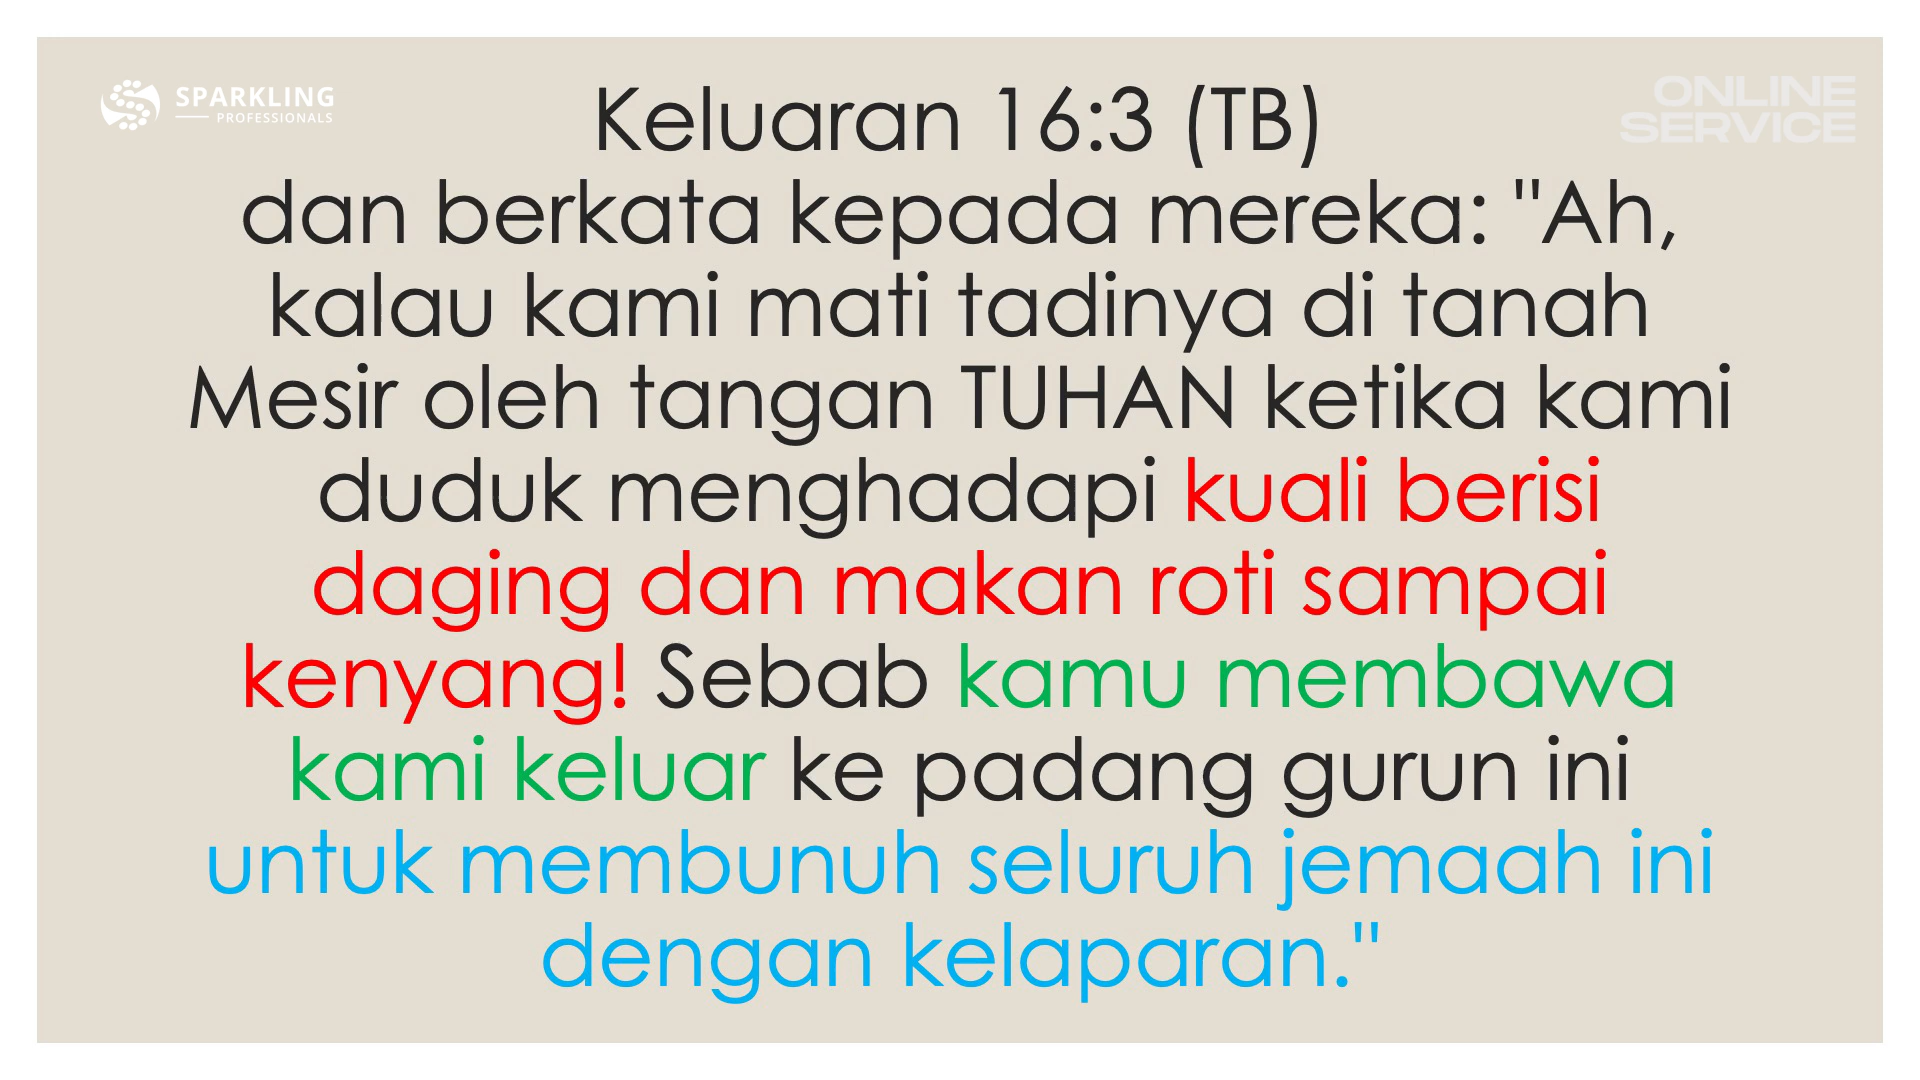 SPARKLING
PROFESSIONALS
ONLINE
SERVICE
Keluaran 16:3 (TB)
dan berkata kepada mereka: "Ah,
kalau kami mati tadinya di tanah
Mesir oleh tangan TUHAN ketika kami
duduk menghadapi kuali berisi
daging dan makan roti sampai
kenyang! Sebab kamu membawa
kami keluar ke padang gurun ini
untuk membunuh seluruh jemaah ini
dengan kelaparan."